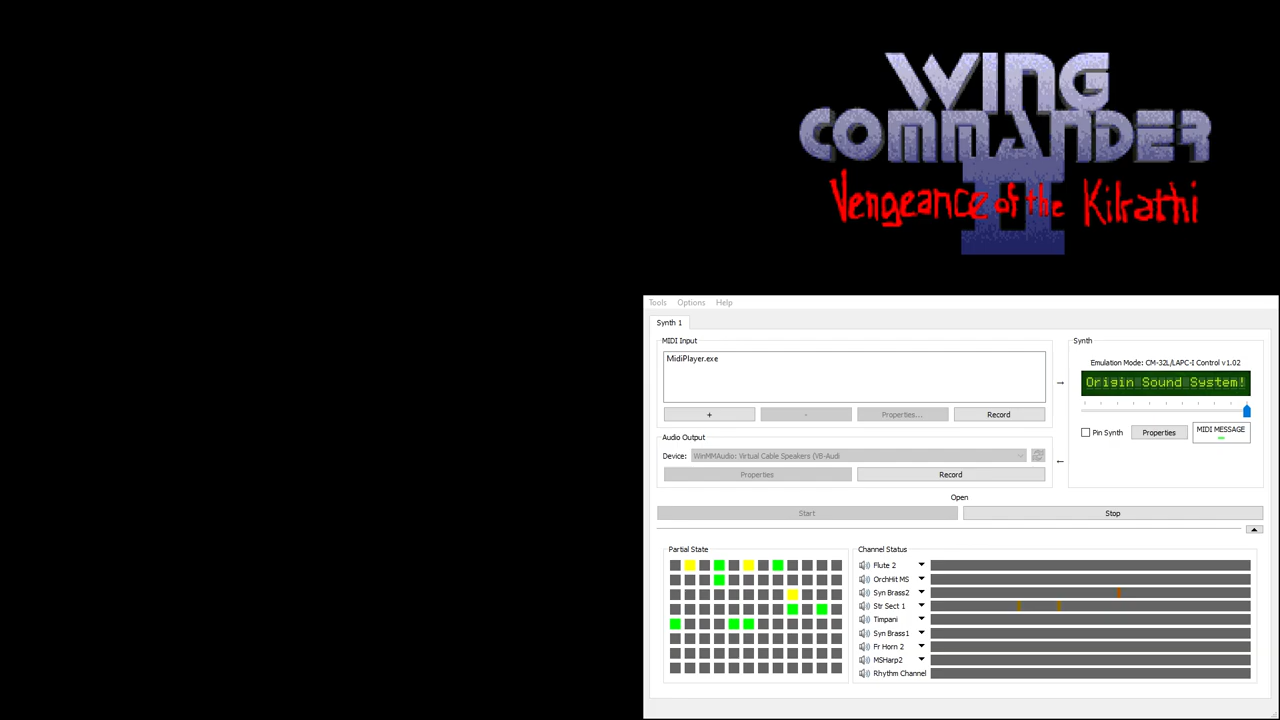 WING
COMMANDER
II
Vengeance of the Kilrathi
Tools Options Help
Synth 1
MIDI Input
MidiPlayer.exe
+ - Properties... Record
Audio Output
Device: WinMMAudio: Virtual Cable Speakers (VB-Audi
Properties Record
Synth
Emulation Mode: CM-32L/LAPC-I Control v1.02
Origin Sound System!
Pin Synth Properties MIDI MESSAGE
Open
Start Stop
Partial State
Channel Status
Flute 2
OrchHit MS
Syn Brass2
Str Sect 1
Timpani
Syn Brass1
Fr Horn 2
MSHarp2
Rhythm Channel